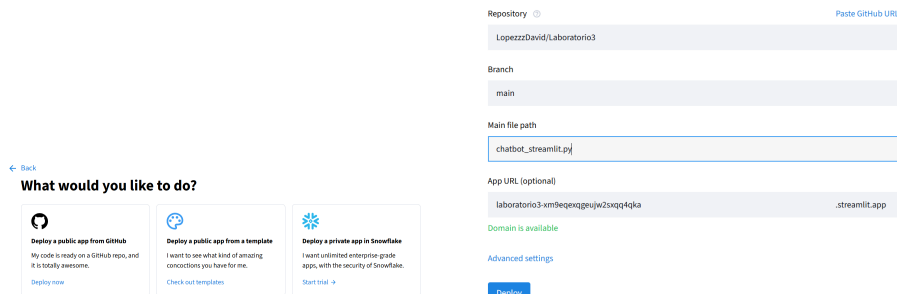 ← Back
What would you like to do?
Deploy a public app from GitHub
My code is ready on a GitHub repo, and
it is totally awesome.
Deploy now
Deploy a public app from a template
I want to see what kind of amazing
concoctions you have for me.
Check out templates
Deploy a private app in Snowflake
I want unlimited enterprise-grade
apps, with the security of Snowflake.
Start trial →
Repository
Paste GitHub URL
LopezzzDavid/Laboratorio3
Branch
main
Main file path
chatbot_streamlit.py
App URL (optional)
laboratorio3-xm9eqexqgeujw2sxqq4qka
.streamlit.app
Domain is available
Advanced settings
Deploy